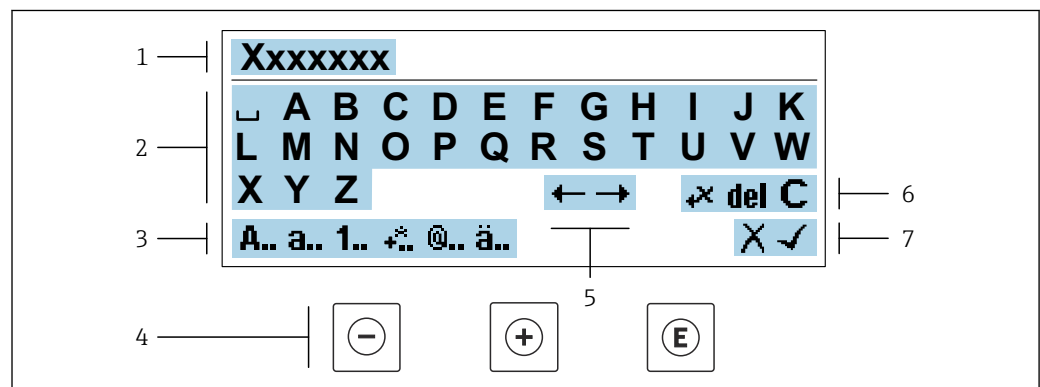 1 Xxxxxxx
2 ␣ A B C D E F G H I J K
L M N O P Q R S T U V W
X Y Z ← → ↚x del C 6
3 A.. a.. 1.. +*.. @.. ä.. X ✓ 7
5
4 − + E